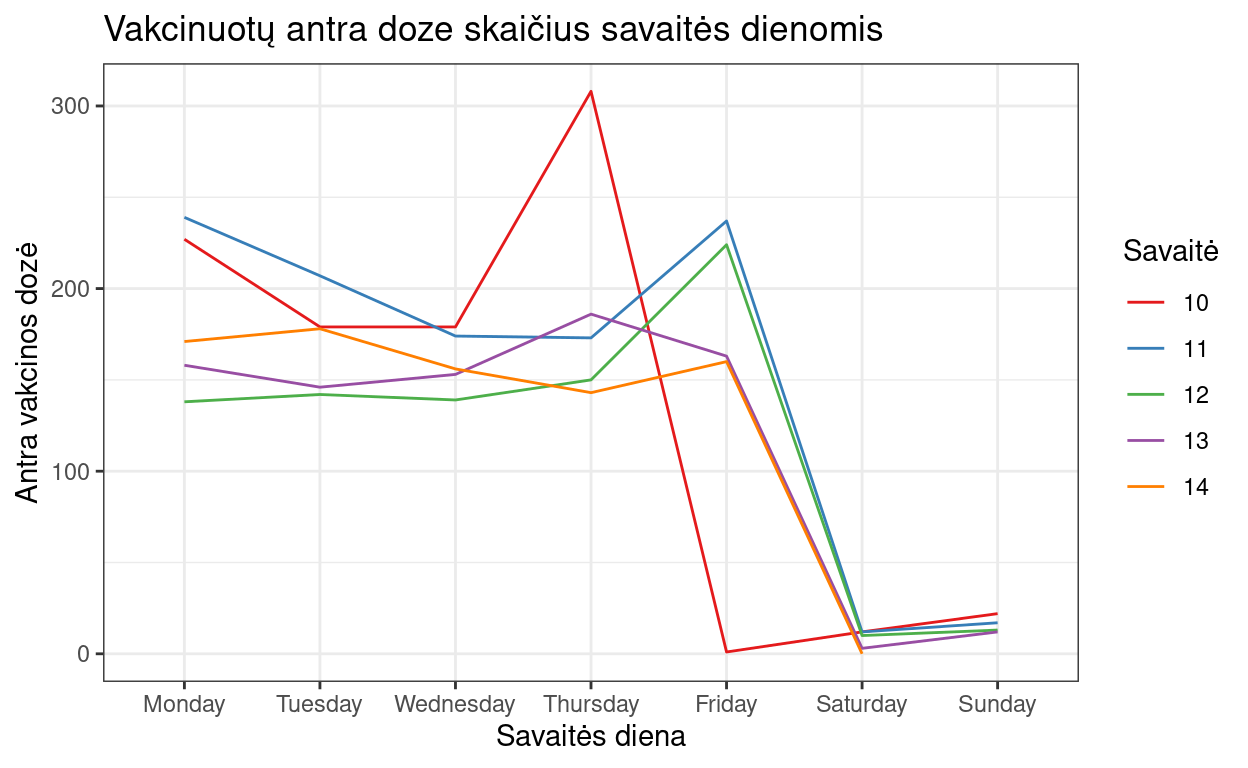 Vakcinuotų antra doze skaičius savaitės dienomis
Antra vakcinos dozė
300
200
100
0
Monday
Tuesday
Wednesday
Thursday
Friday
Saturday
Sunday
Savaitės diena
Savaitė
10
11
12
13
14